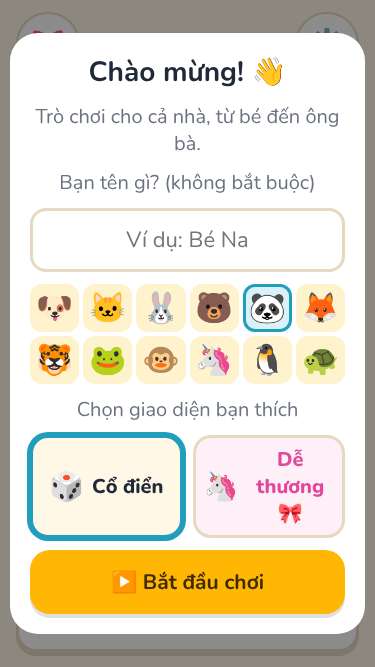 Chào mừng! 👋
Trò chơi cho cả nhà, từ bé đến ông
bà.
Bạn tên gì? (không bắt buộc)
Ví dụ: Bé Na
Chọn giao diện bạn thích
Cổ điển
Dễ
thương
Bắt đầu chơi